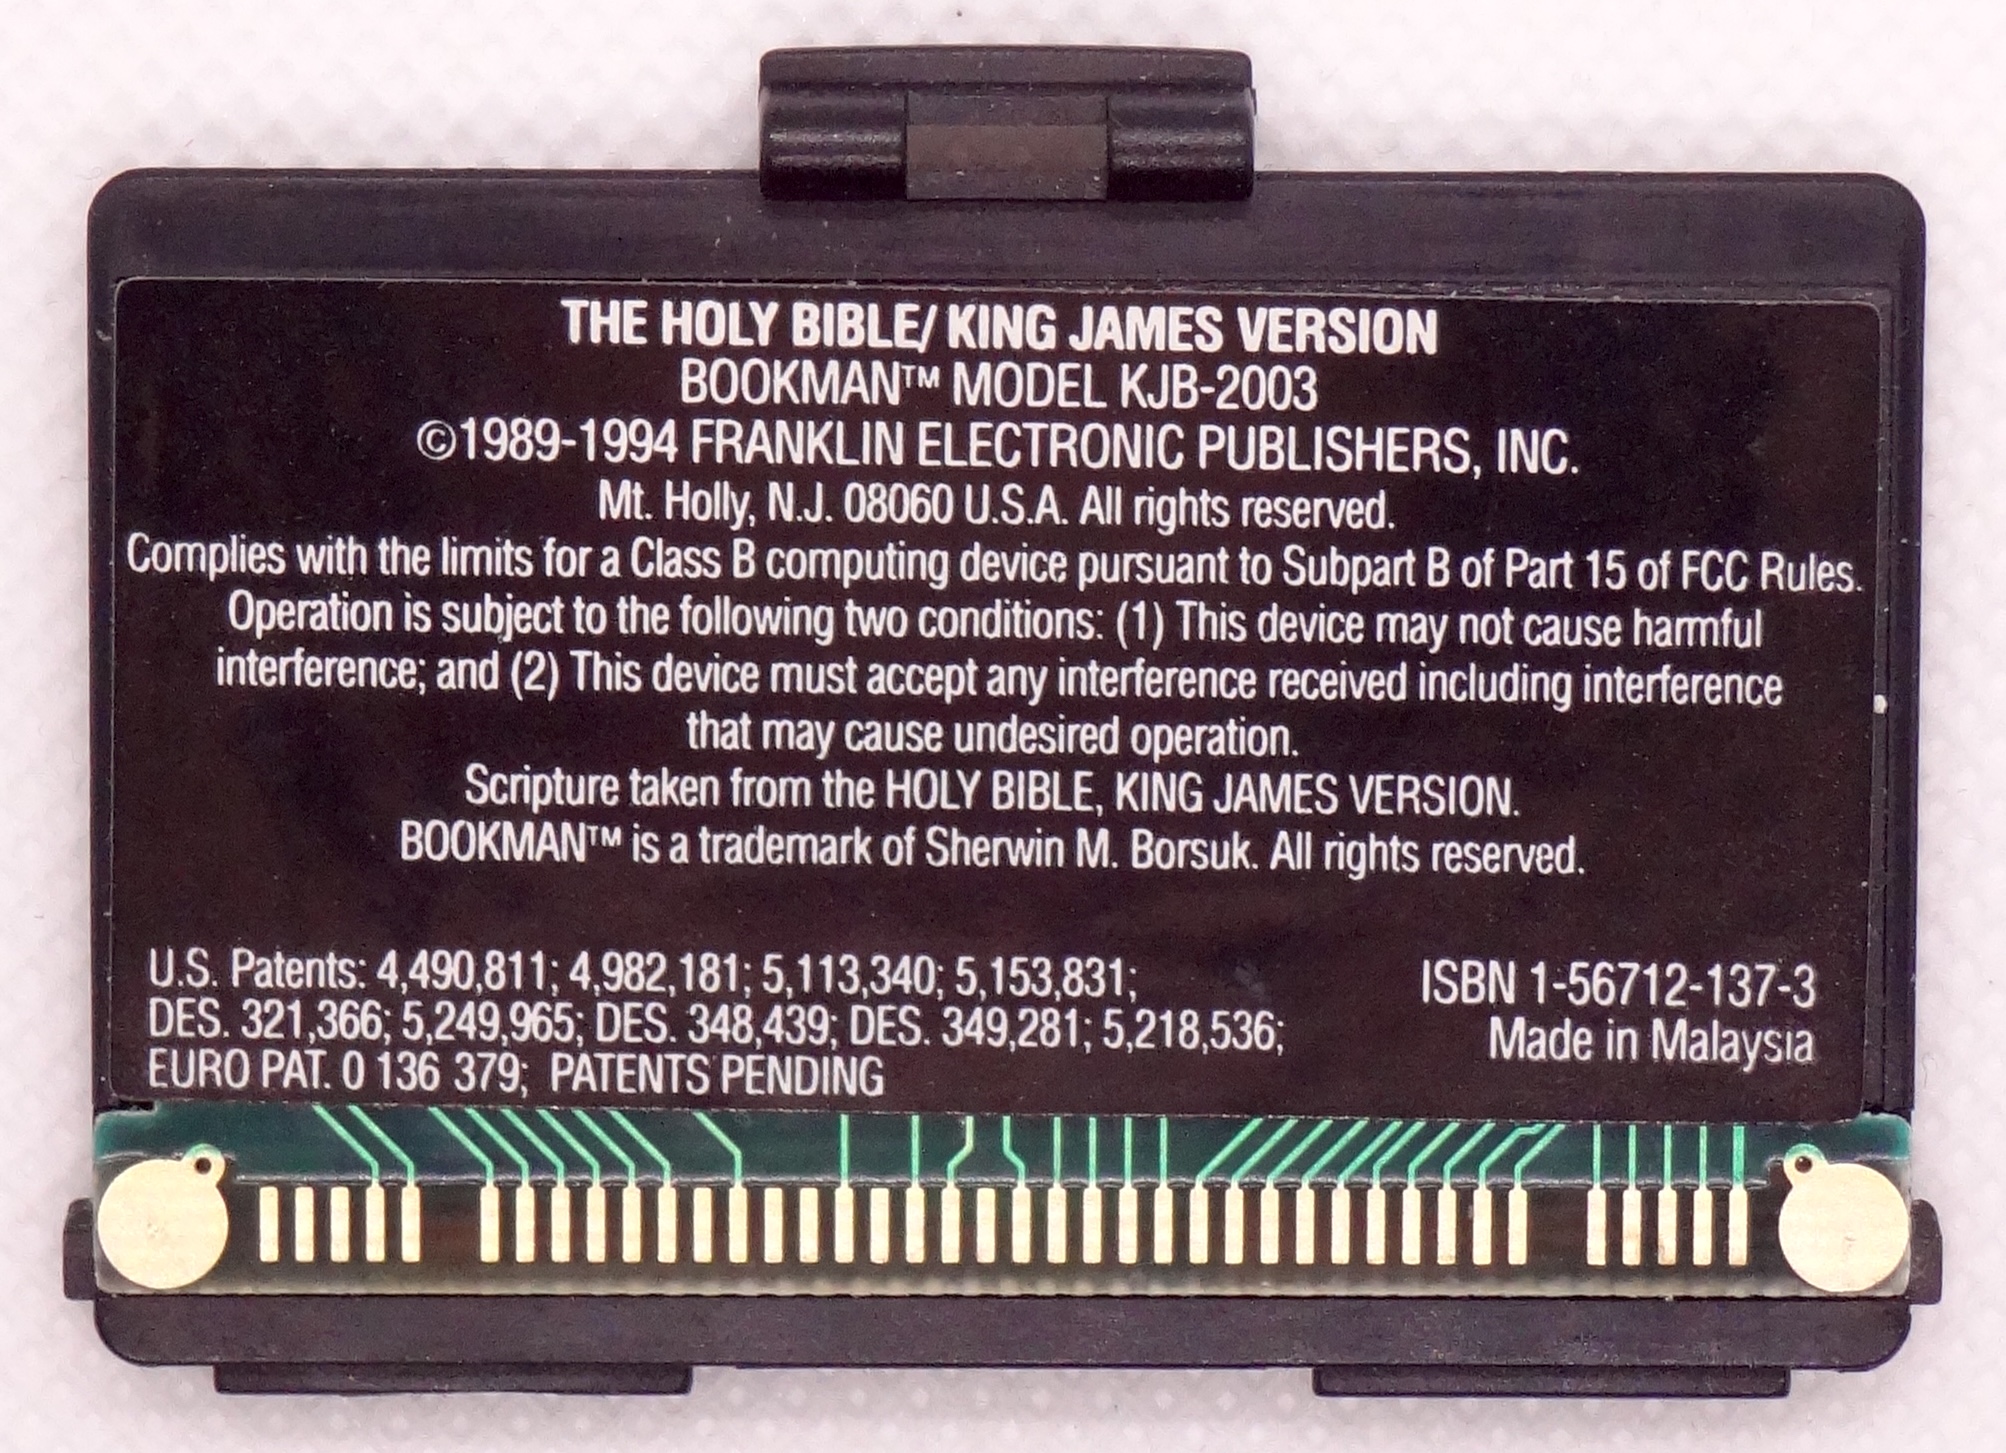 THE HOLY BIBLE/ KING JAMES VERSION
BOOKMAN™ MODEL KJB-2003
©1989-1994 FRANKLIN ELECTRONIC PUBLISHERS, INC.
Mt. Holly, N.J. 08060 U.S.A. All rights reserved.
Complies with the limits for a Class B computing device pursuant to Subpart B of Part 15 of FCC Rules.
Operation is subject to the following two conditions: (1) This device may not cause harmful
interference; and (2) This device must accept any interference received including interference
that may cause undesired operation.
Scripture taken from the HOLY BIBLE, KING JAMES VERSION.
BOOKMAN™ is a trademark of Sherwin M. Borsuk. All rights reserved.
U.S. Patents: 4,490,811; 4,982,181; 5,113,340; 5,153,831;
DES. 321,366; 5,249,965; DES. 348,439; DES. 349,281; 5,218,536;
EURO PAT. 0 136 379; PATENTS PENDING
ISBN 1-56712-137-3
Made in Malaysia